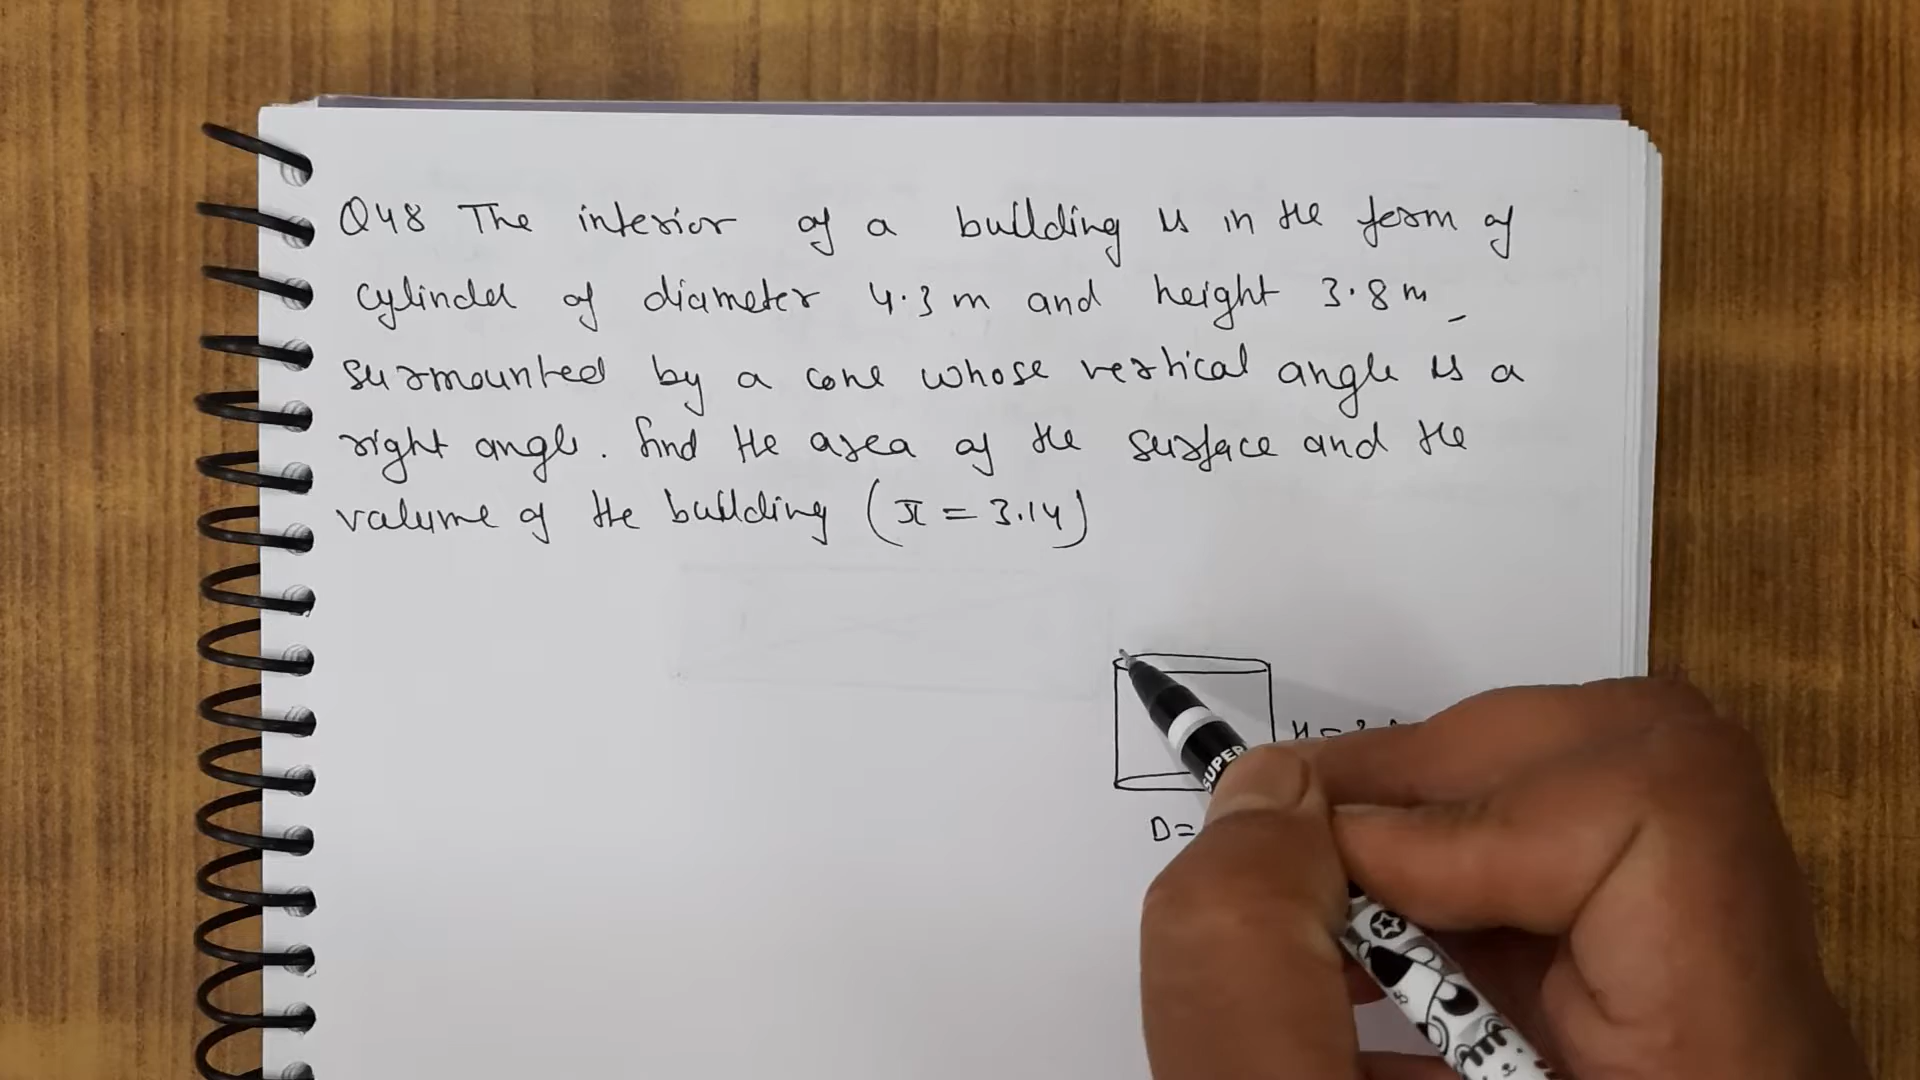 Q48 The interior of a building is in the form of
cylinder of diameter 4.3 m and height 3.8 m
surmounted by a cone whose vertical angle is a
right angle. find the area of the surface and the
valume of the building (π = 3.14)
H =
D=
SUPER